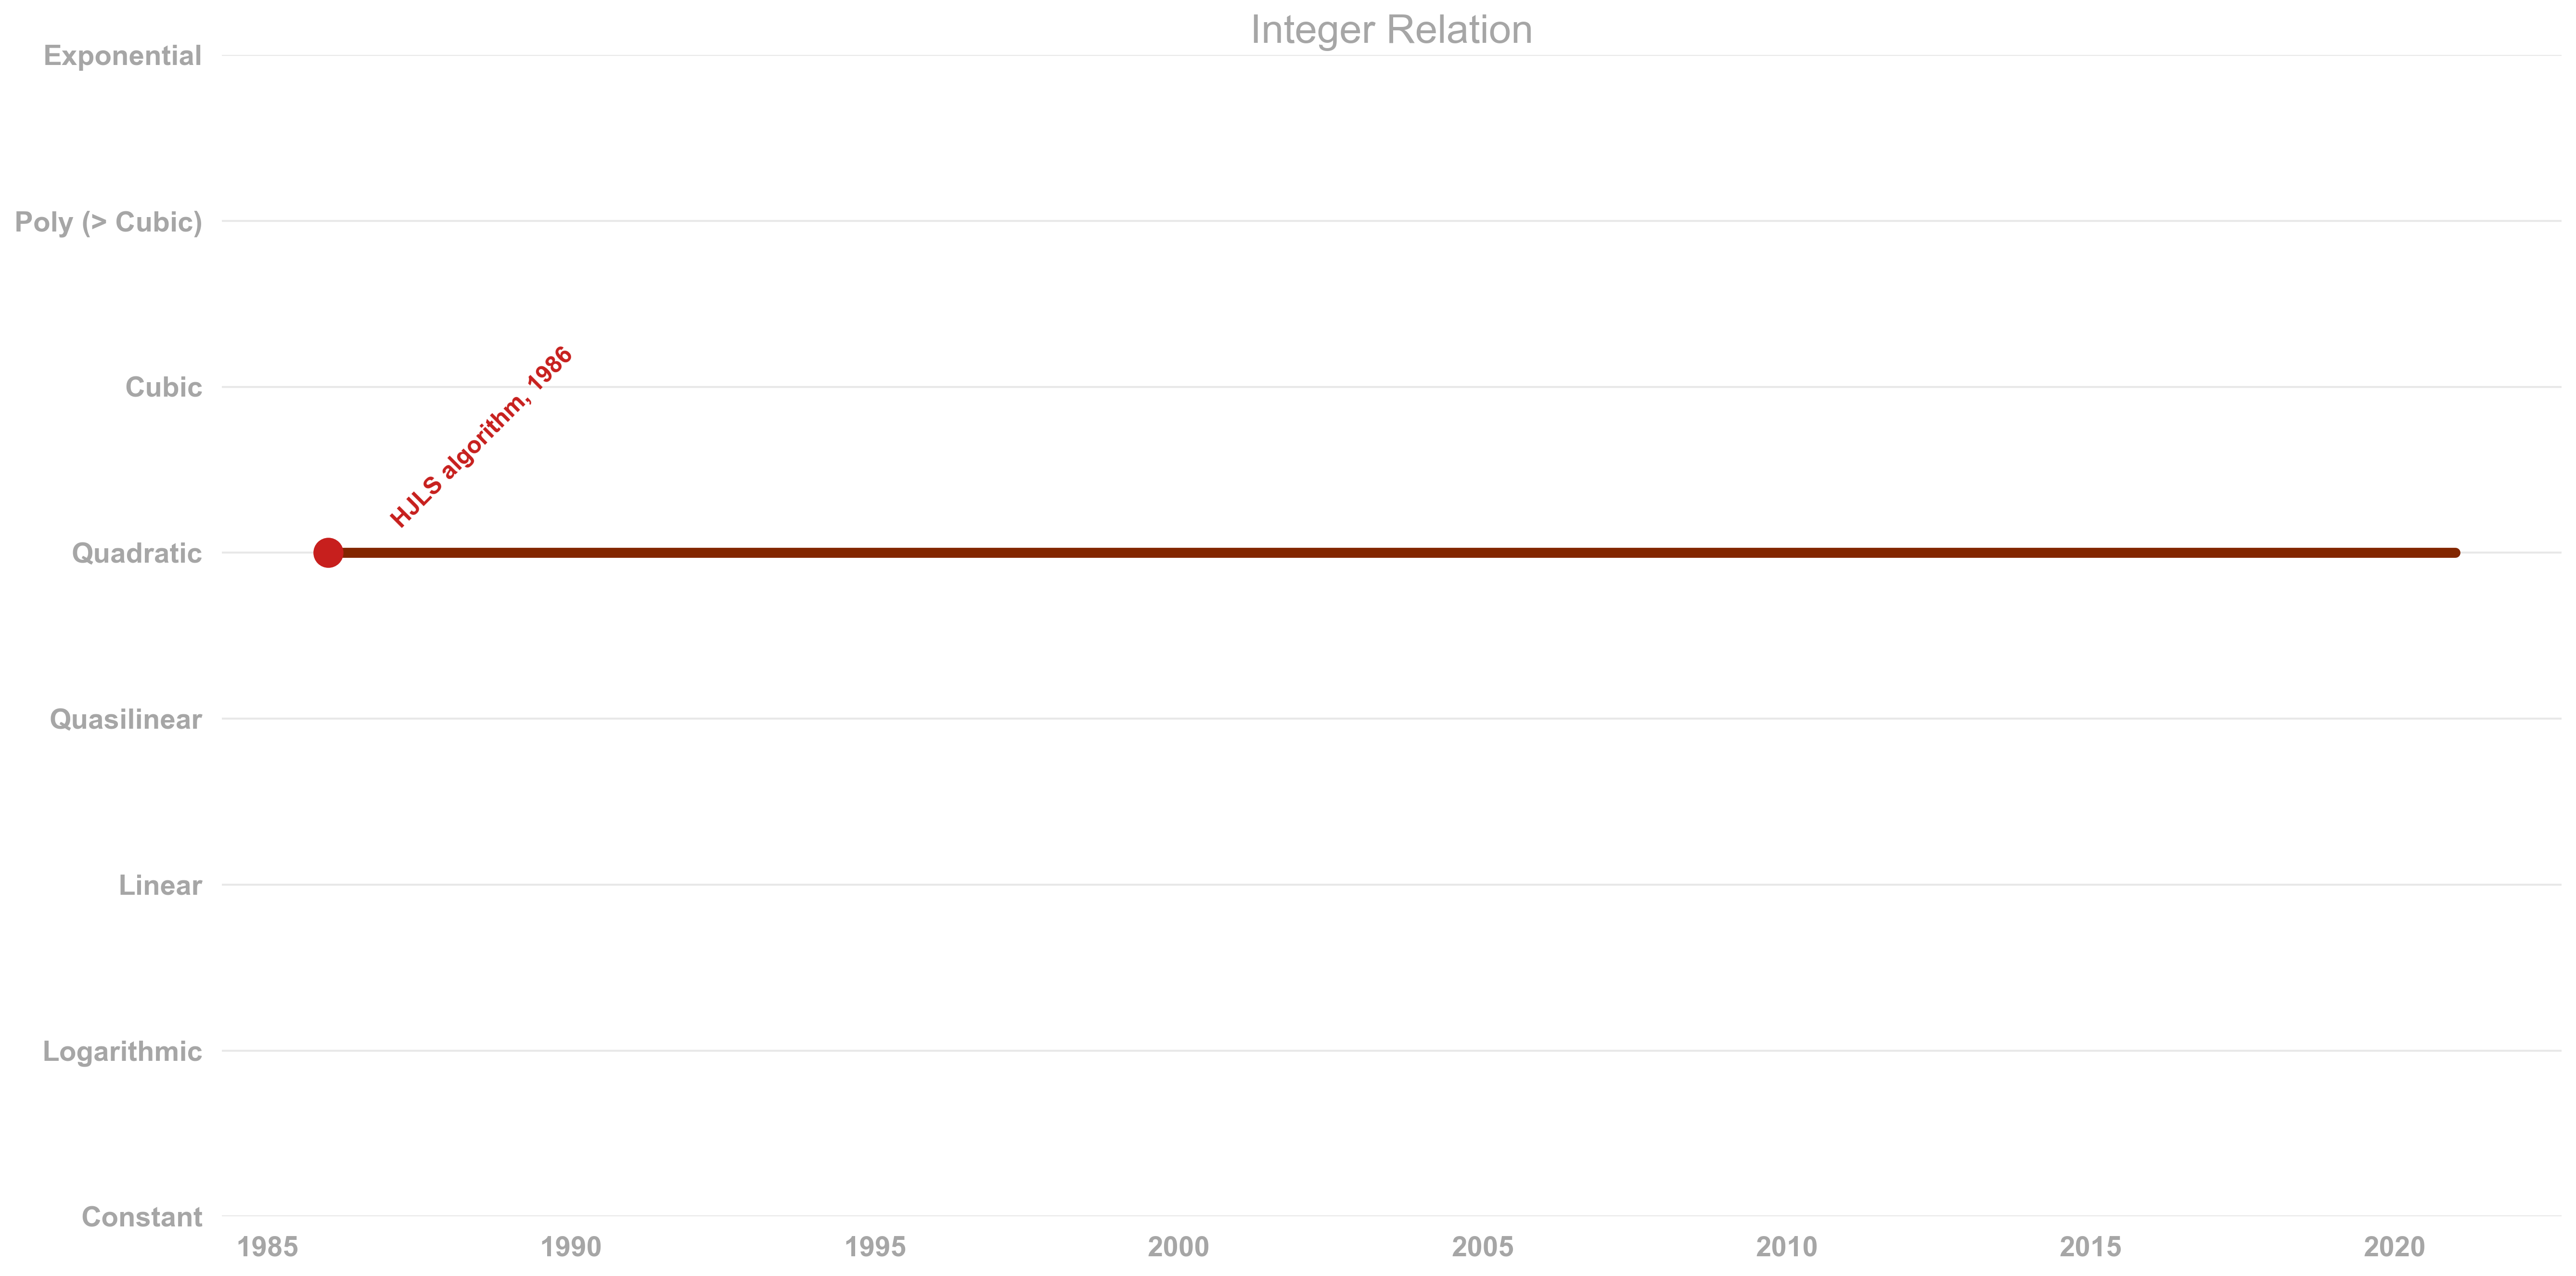 Integer Relation
Exponential
Poly (> Cubic)
Cubic
Quadratic
Quasilinear
Linear
Logarithmic
Constant
HJLS algorithm, 1986
1985 1990 1995 2000 2005 2010 2015 2020